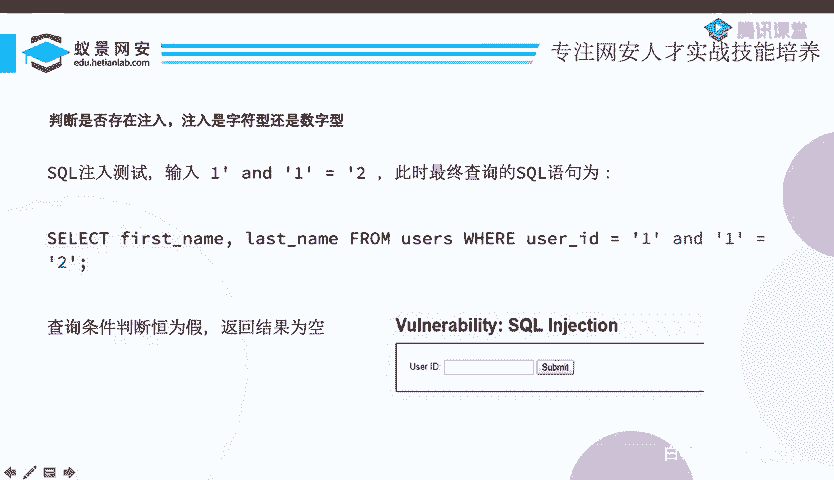 蚁景网安
edu.hetianlab.com
腾讯课堂
专注网安人才实战技能培养
判断是否存在注入，注入是字符型还是数字型
SQL注入测试，输入 1' and '1' = '2 ，此时最终查询的SQL语句为：
SELECT first_name, last_name FROM users WHERE user_id = '1' and '1' =
'2';
查询条件判断恒为假，返回结果为空
Vulnerability: SQL Injection
User ID:
Submit